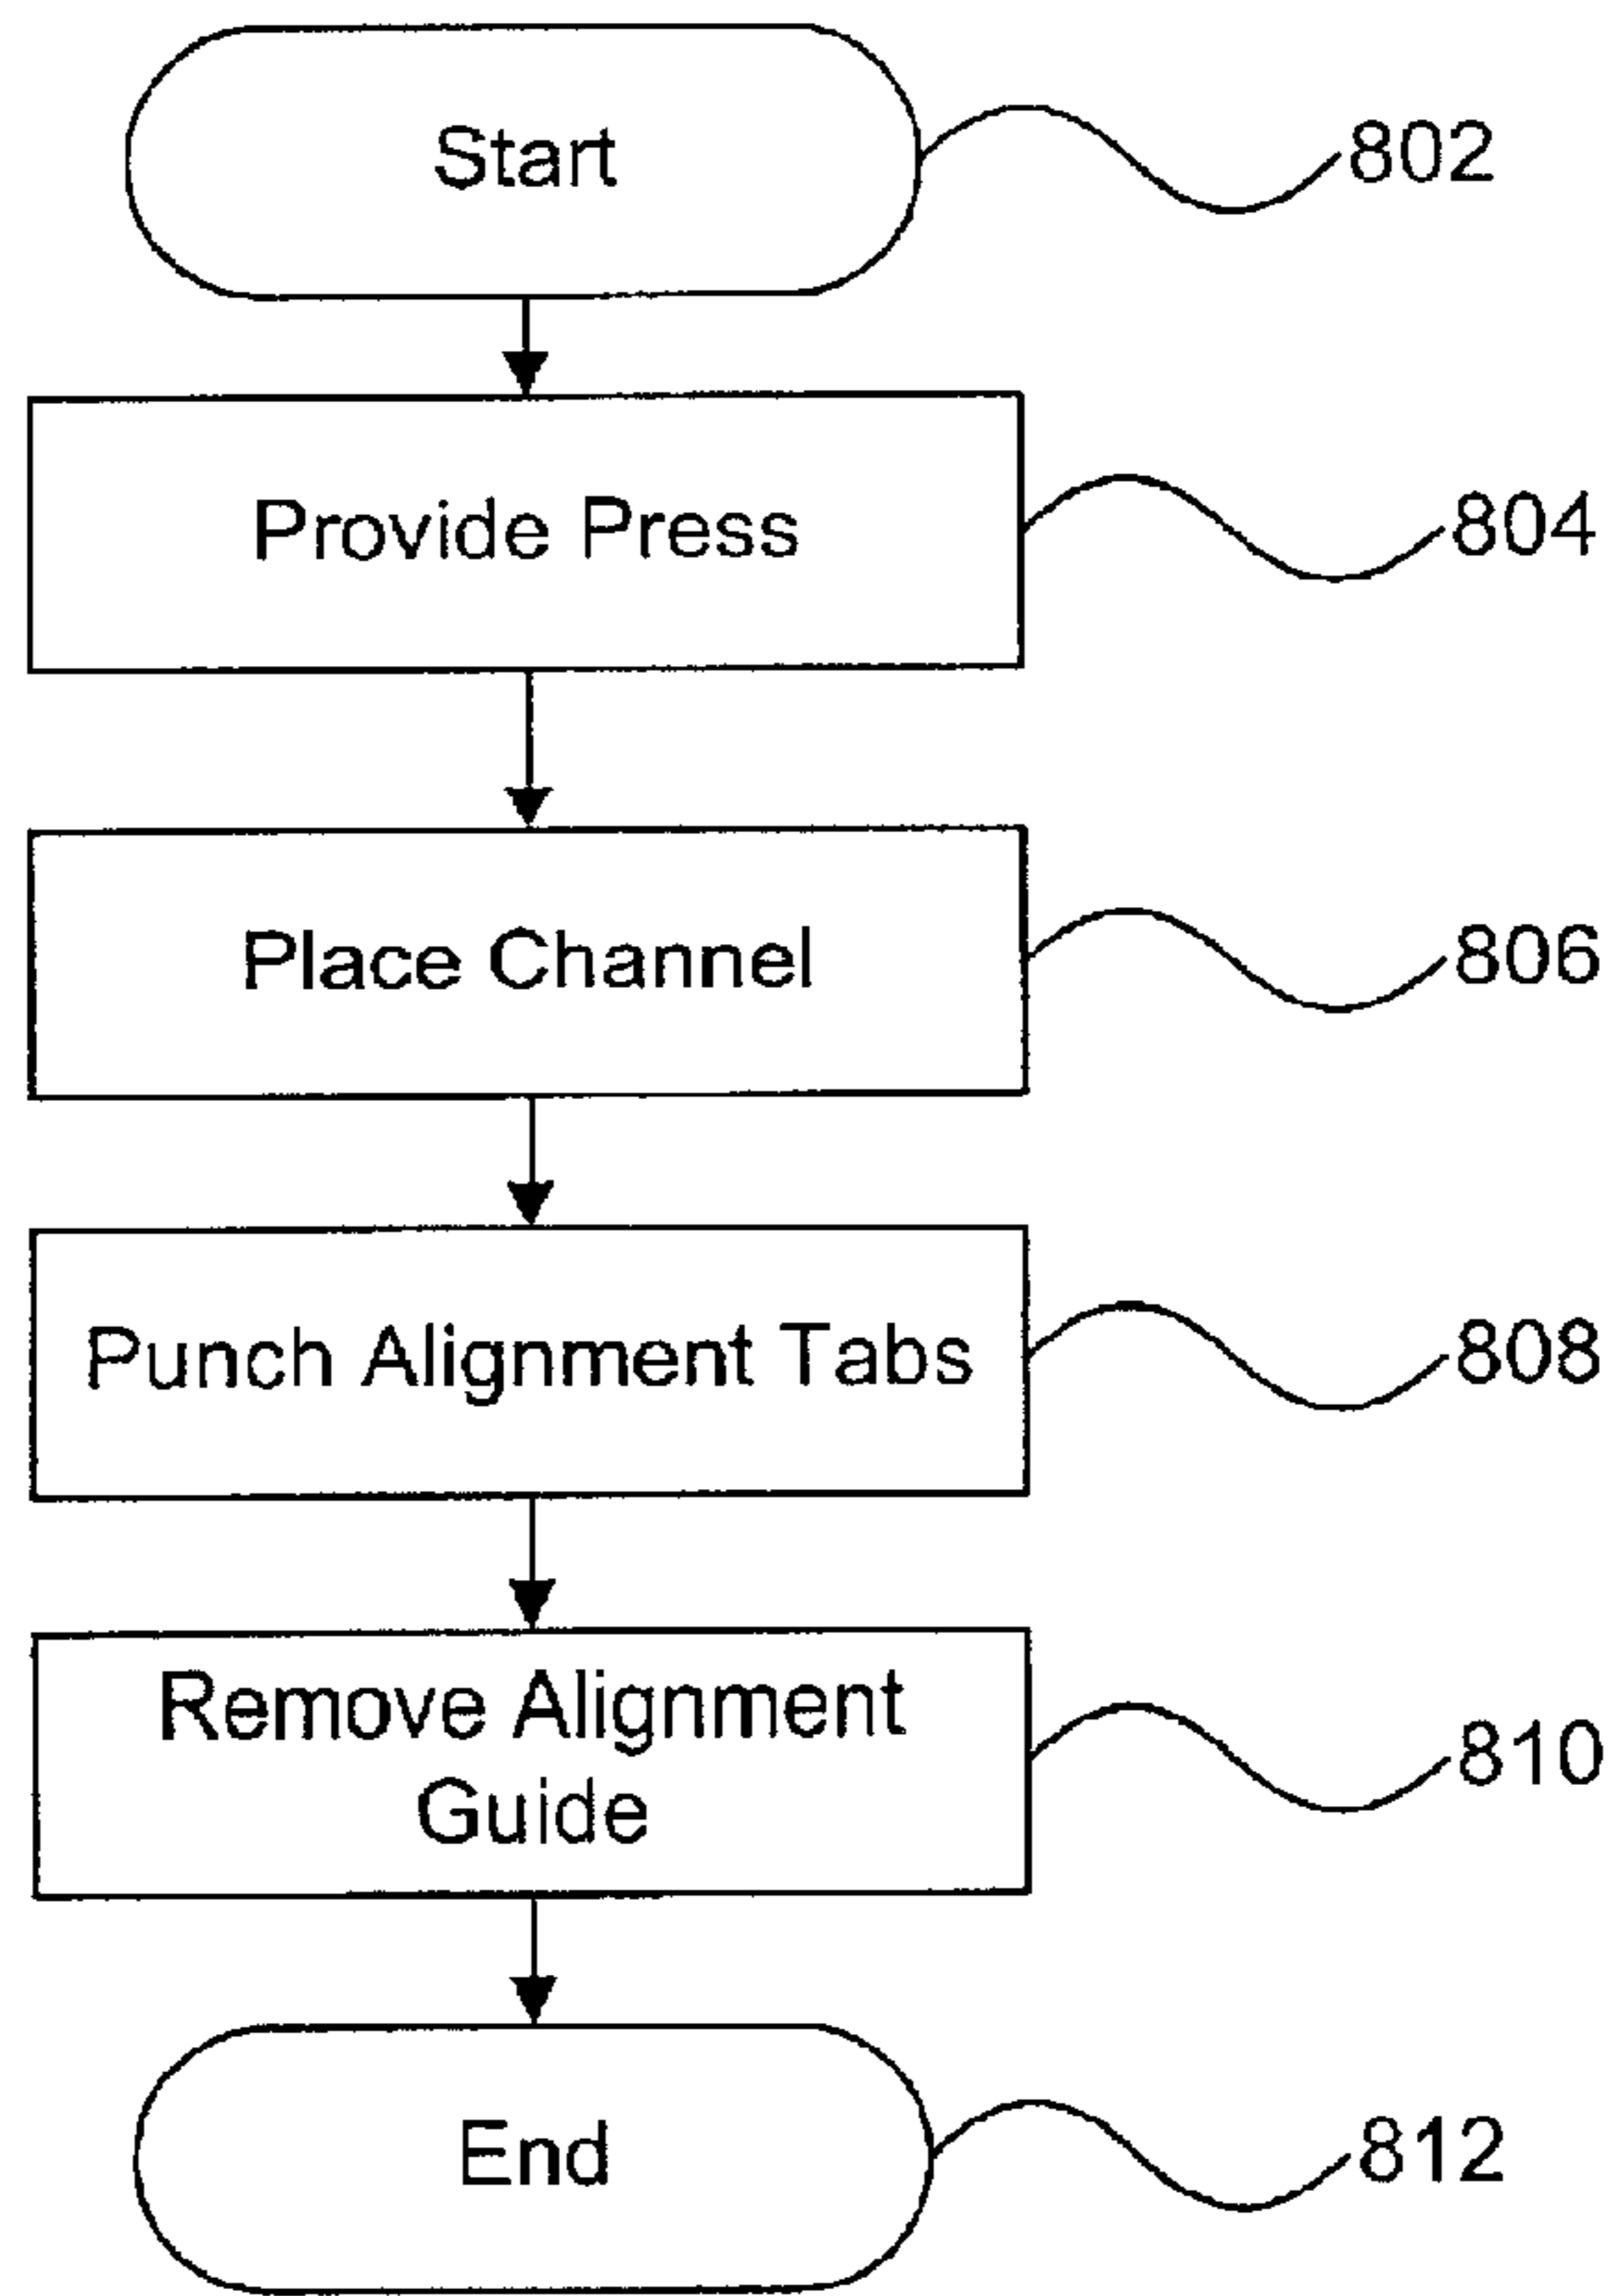 Start
802
Provide Press
804
Place Channel
806
Punch Alignment Tabs
808
Remove Alignment
Guide
810
End
812